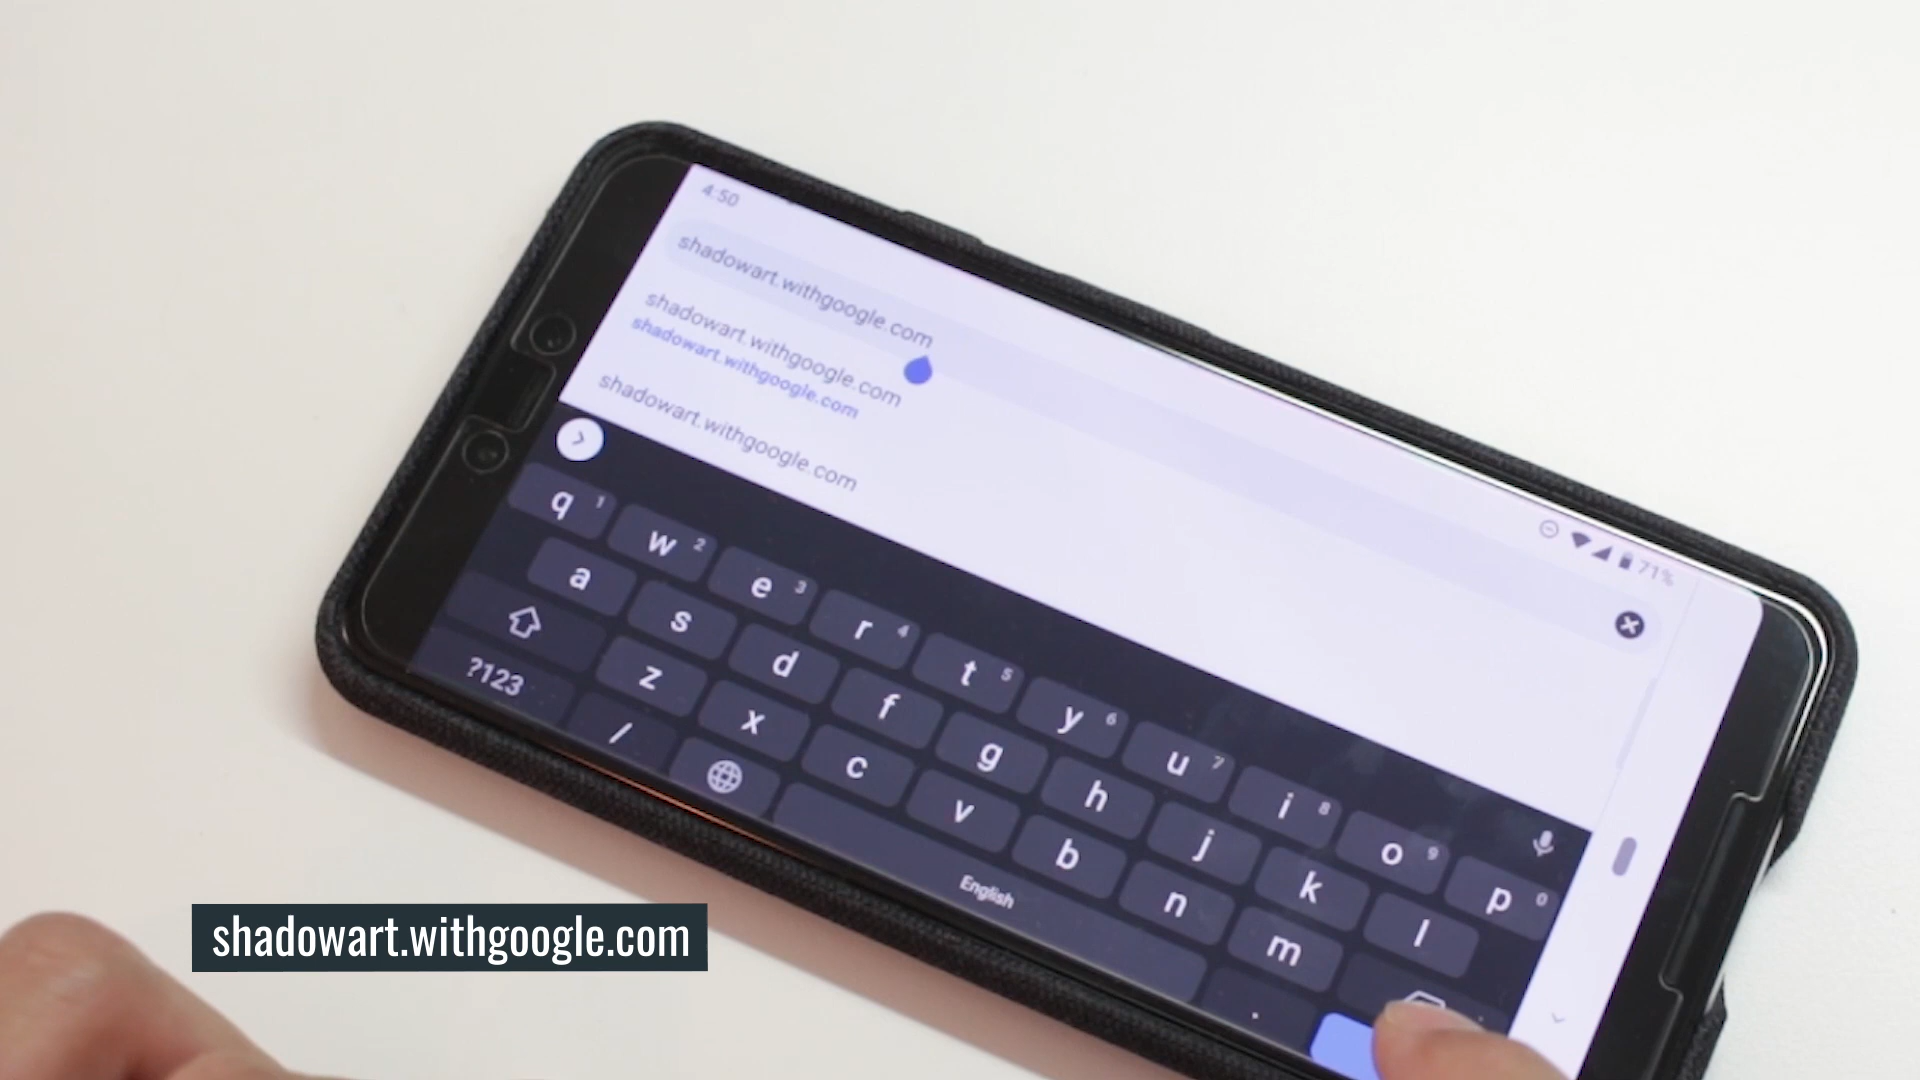 4:50
shadowart.withgoogle.com
shadowart.withgoogle.com
shadowart.withgoogle.com
shadowart.withgoogle.com
71%
q 1 w 2 e 3 r 4 t 5 y 6 u 7 i 8 o 9 p 0
a s d f g h j k l
z x c v b n m
?123 / English .
shadowart.withgoogle.com